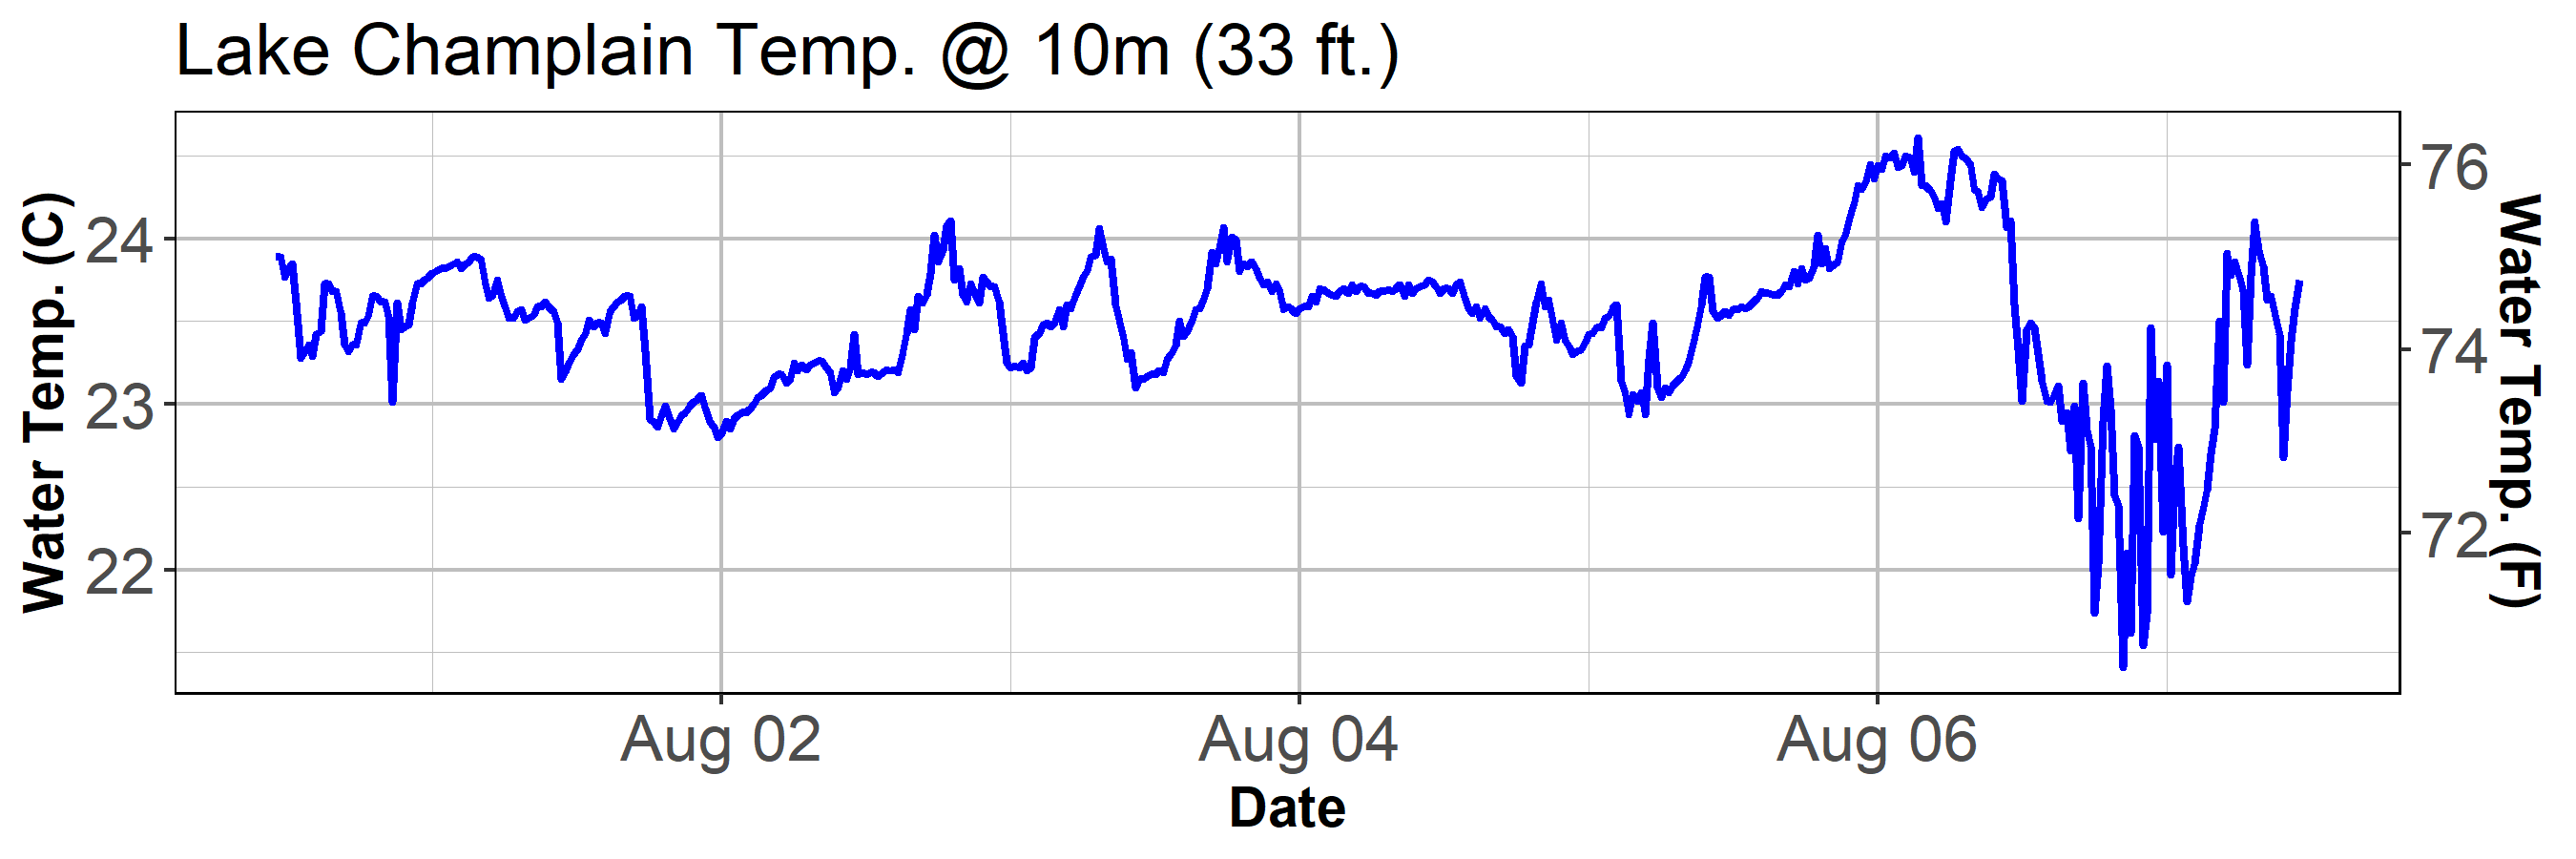 Lake Champlain Temp. @ 10m (33 ft.)
Water Temp. (C)
24
23
22
76
74
72
Water Temp. (F)
Aug 02
Aug 04
Aug 06
Date